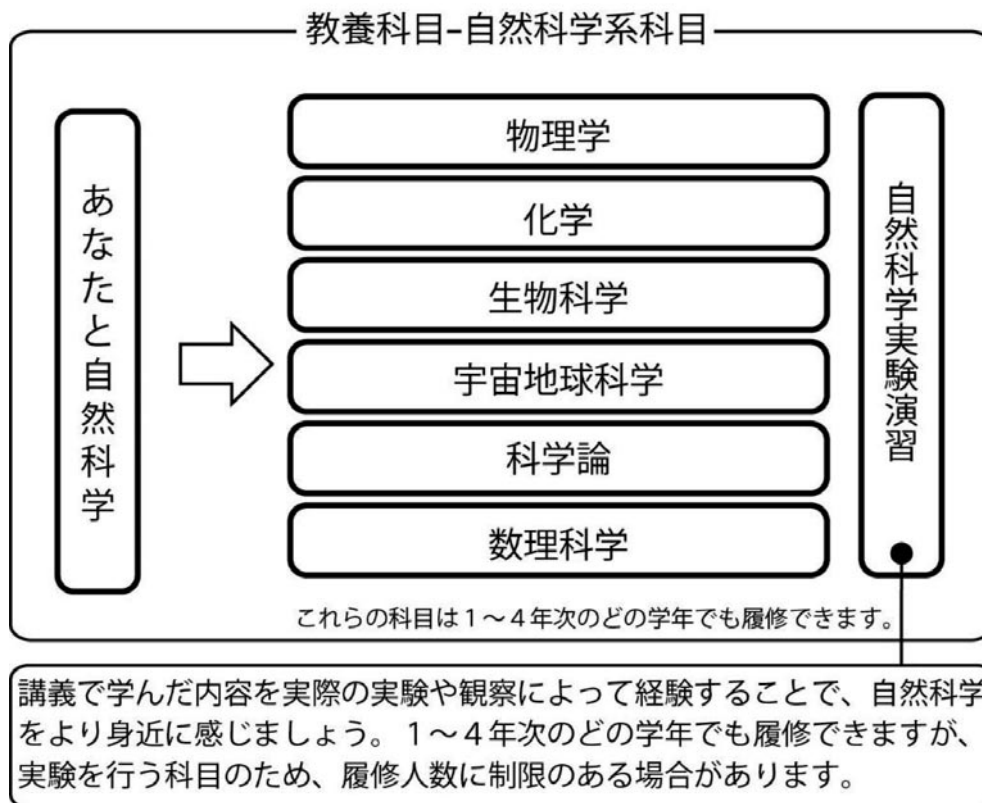 教養科目-自然科学系科目
あなたと自然科学
物理学
化学
生物科学
宇宙地球科学
科学論
数理科学
自然科学実験演習
これらの科目は1～4年次のどの学年でも履修できます。
講義で学んだ内容を実際の実験や観察によって経験することで、自然科学
をより身近に感じましょう。1～4年次のどの学年でも履修できますが、
実験を行う科目のため、履修人数に制限のある場合があります。